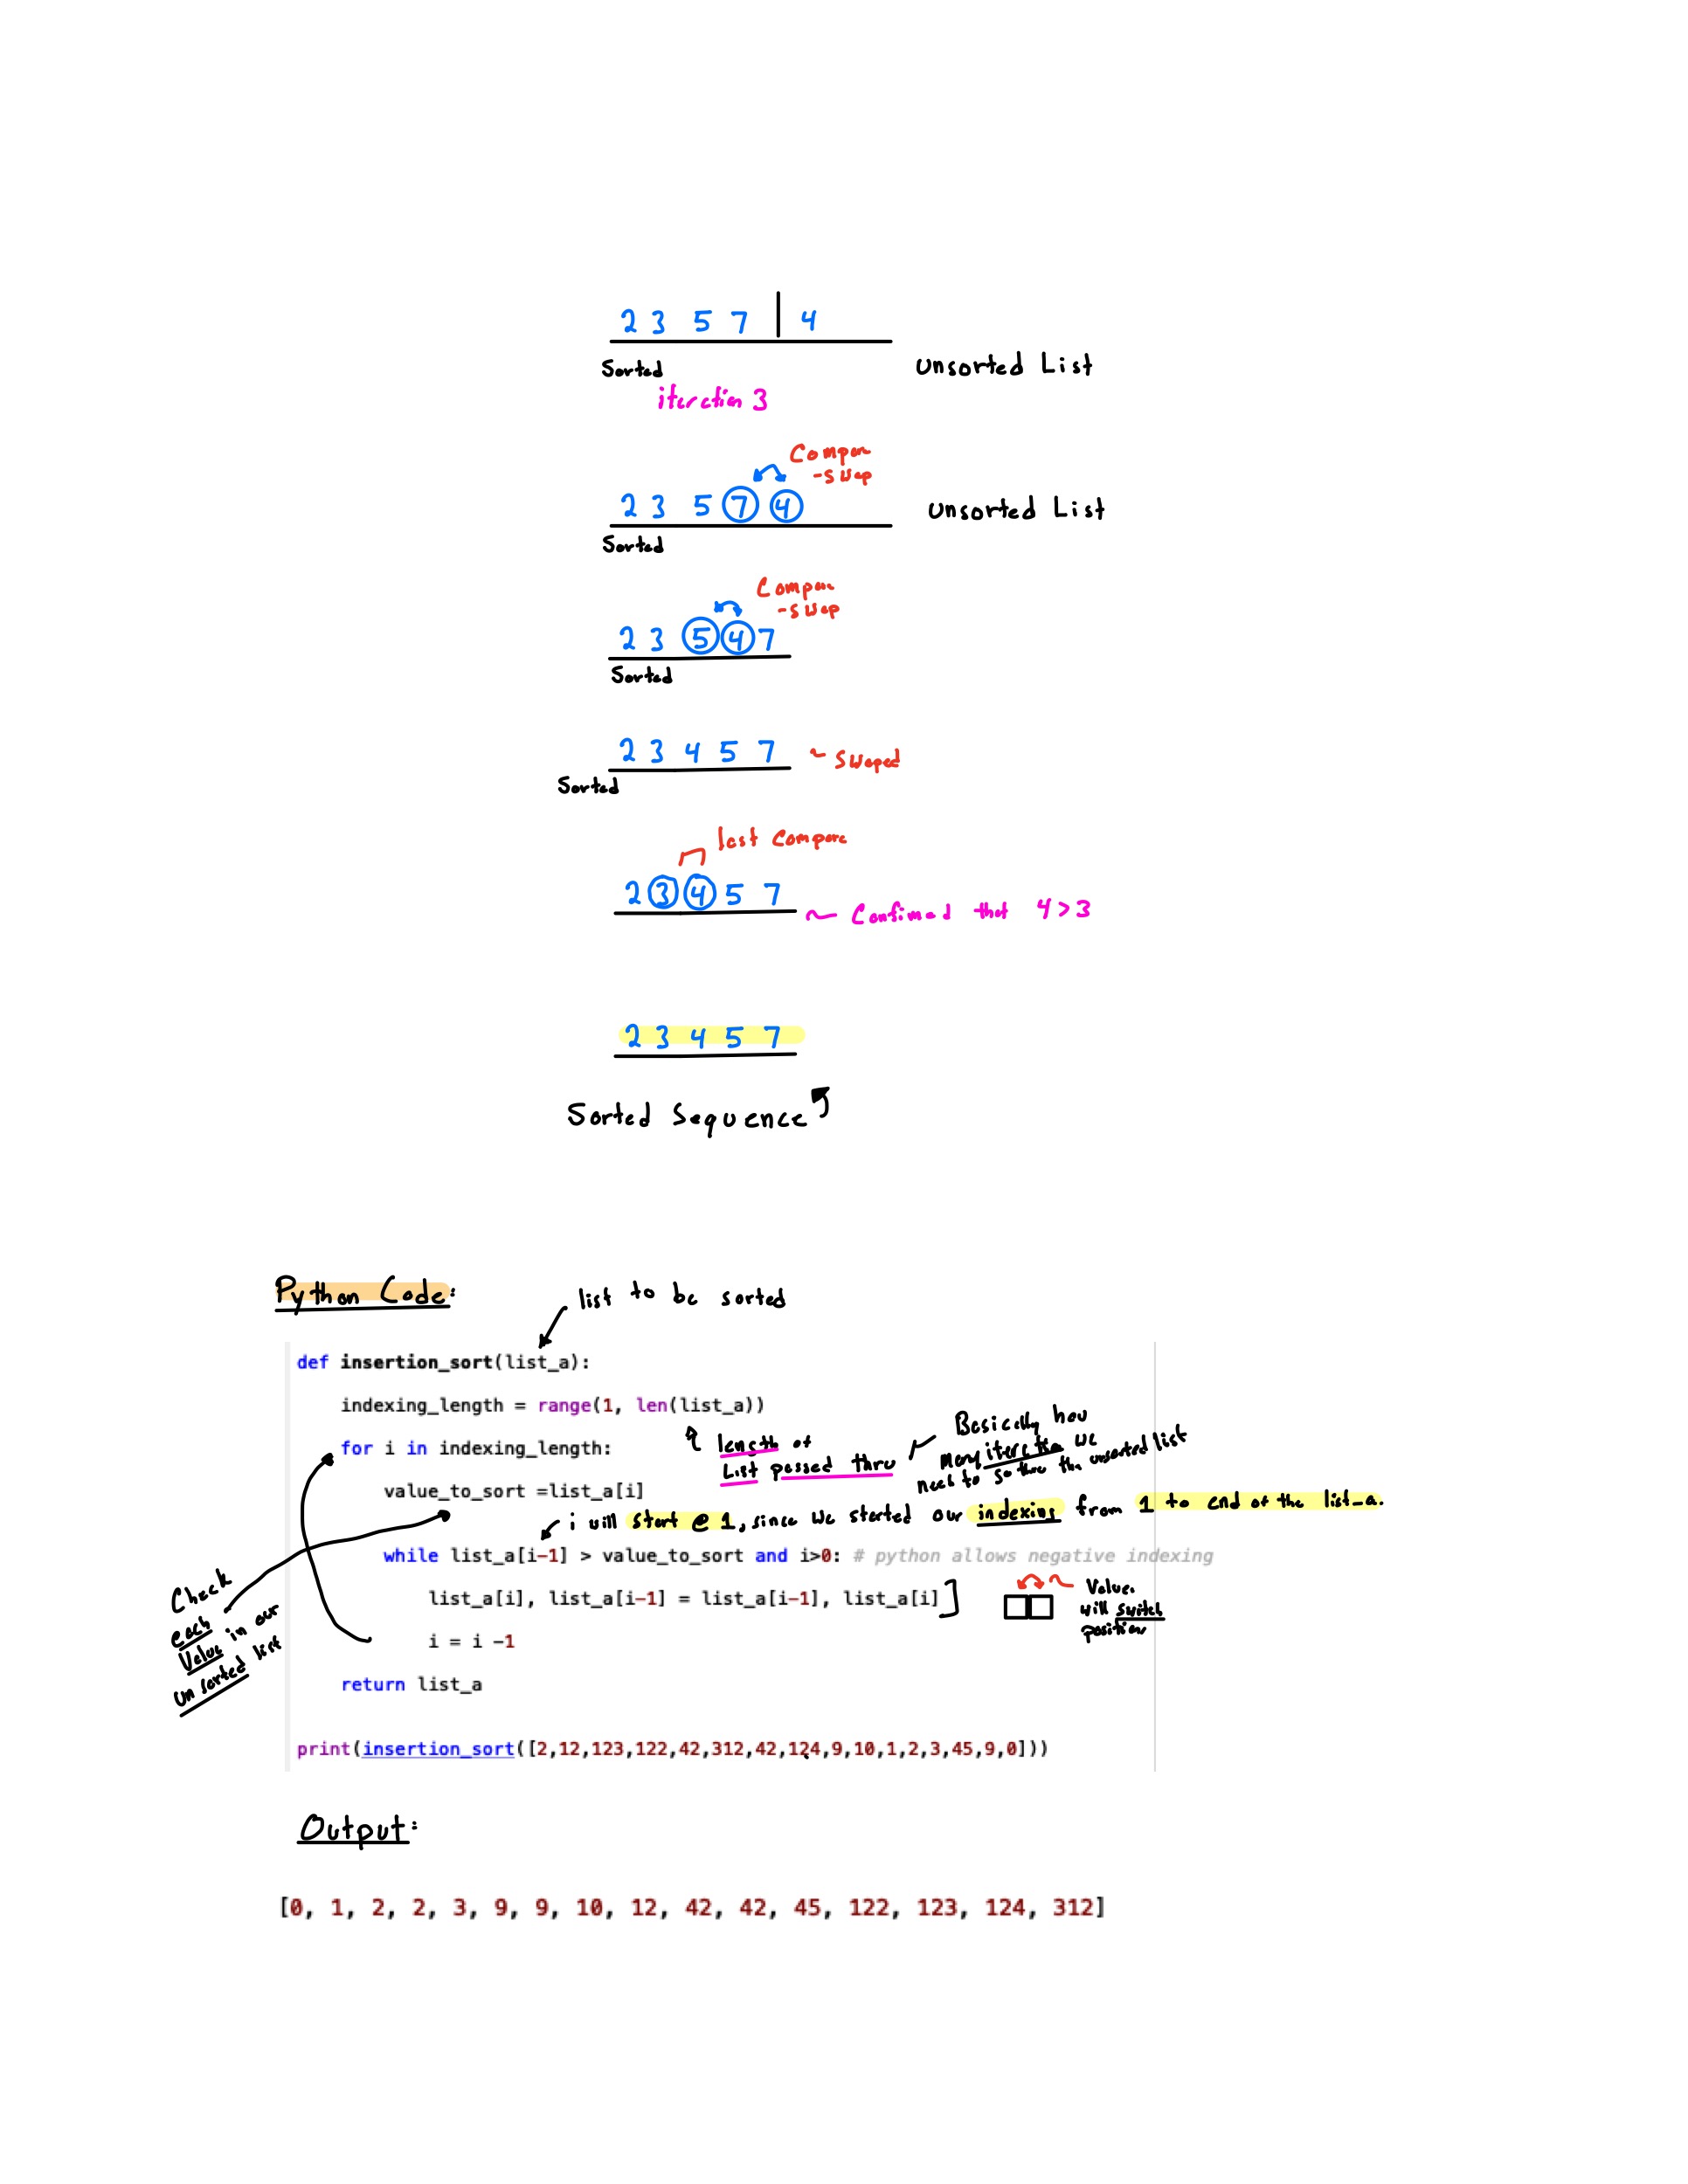 2 3 5 7 | 4
Sorted
Unsorted List
iteration 3
Compare
-swap
2 3 5 7 4
Unsorted List
Sorted
Compare
-swap
2 3 5 4 7
Sorted
2 3 4 5 7 ~ Swaped
Sorted
last compare
2 3 4 5 7
~ Confimed that 4>3
2 3 4 5 7
Sorted Sequence
Python Code:
list to be sorted
def insertion_sort(list_a):
indexing_length = range(1, len(list_a))
length of
List passed thru
Basically how
many iteration we
need to go thru the unsorted list
for i in indexing_length:
value_to_sort =list_a[i]
i will start @ 1, since we started our indexing from 1 to end of the list_a.
while list_a[i-1] > value_to_sort and i>0: # python allows negative indexing
list_a[i], list_a[i-1] = list_a[i-1], list_a[i]
Value
will switch
position
i = i -1
Check
each
Value in our
unsorted list
return list_a
print(insertion_sort([2,12,123,122,42,312,42,124,9,10,1,2,3,45,9,0]))
Output:
[0, 1, 2, 2, 3, 9, 9, 10, 12, 42, 42, 45, 122, 123, 124, 312]